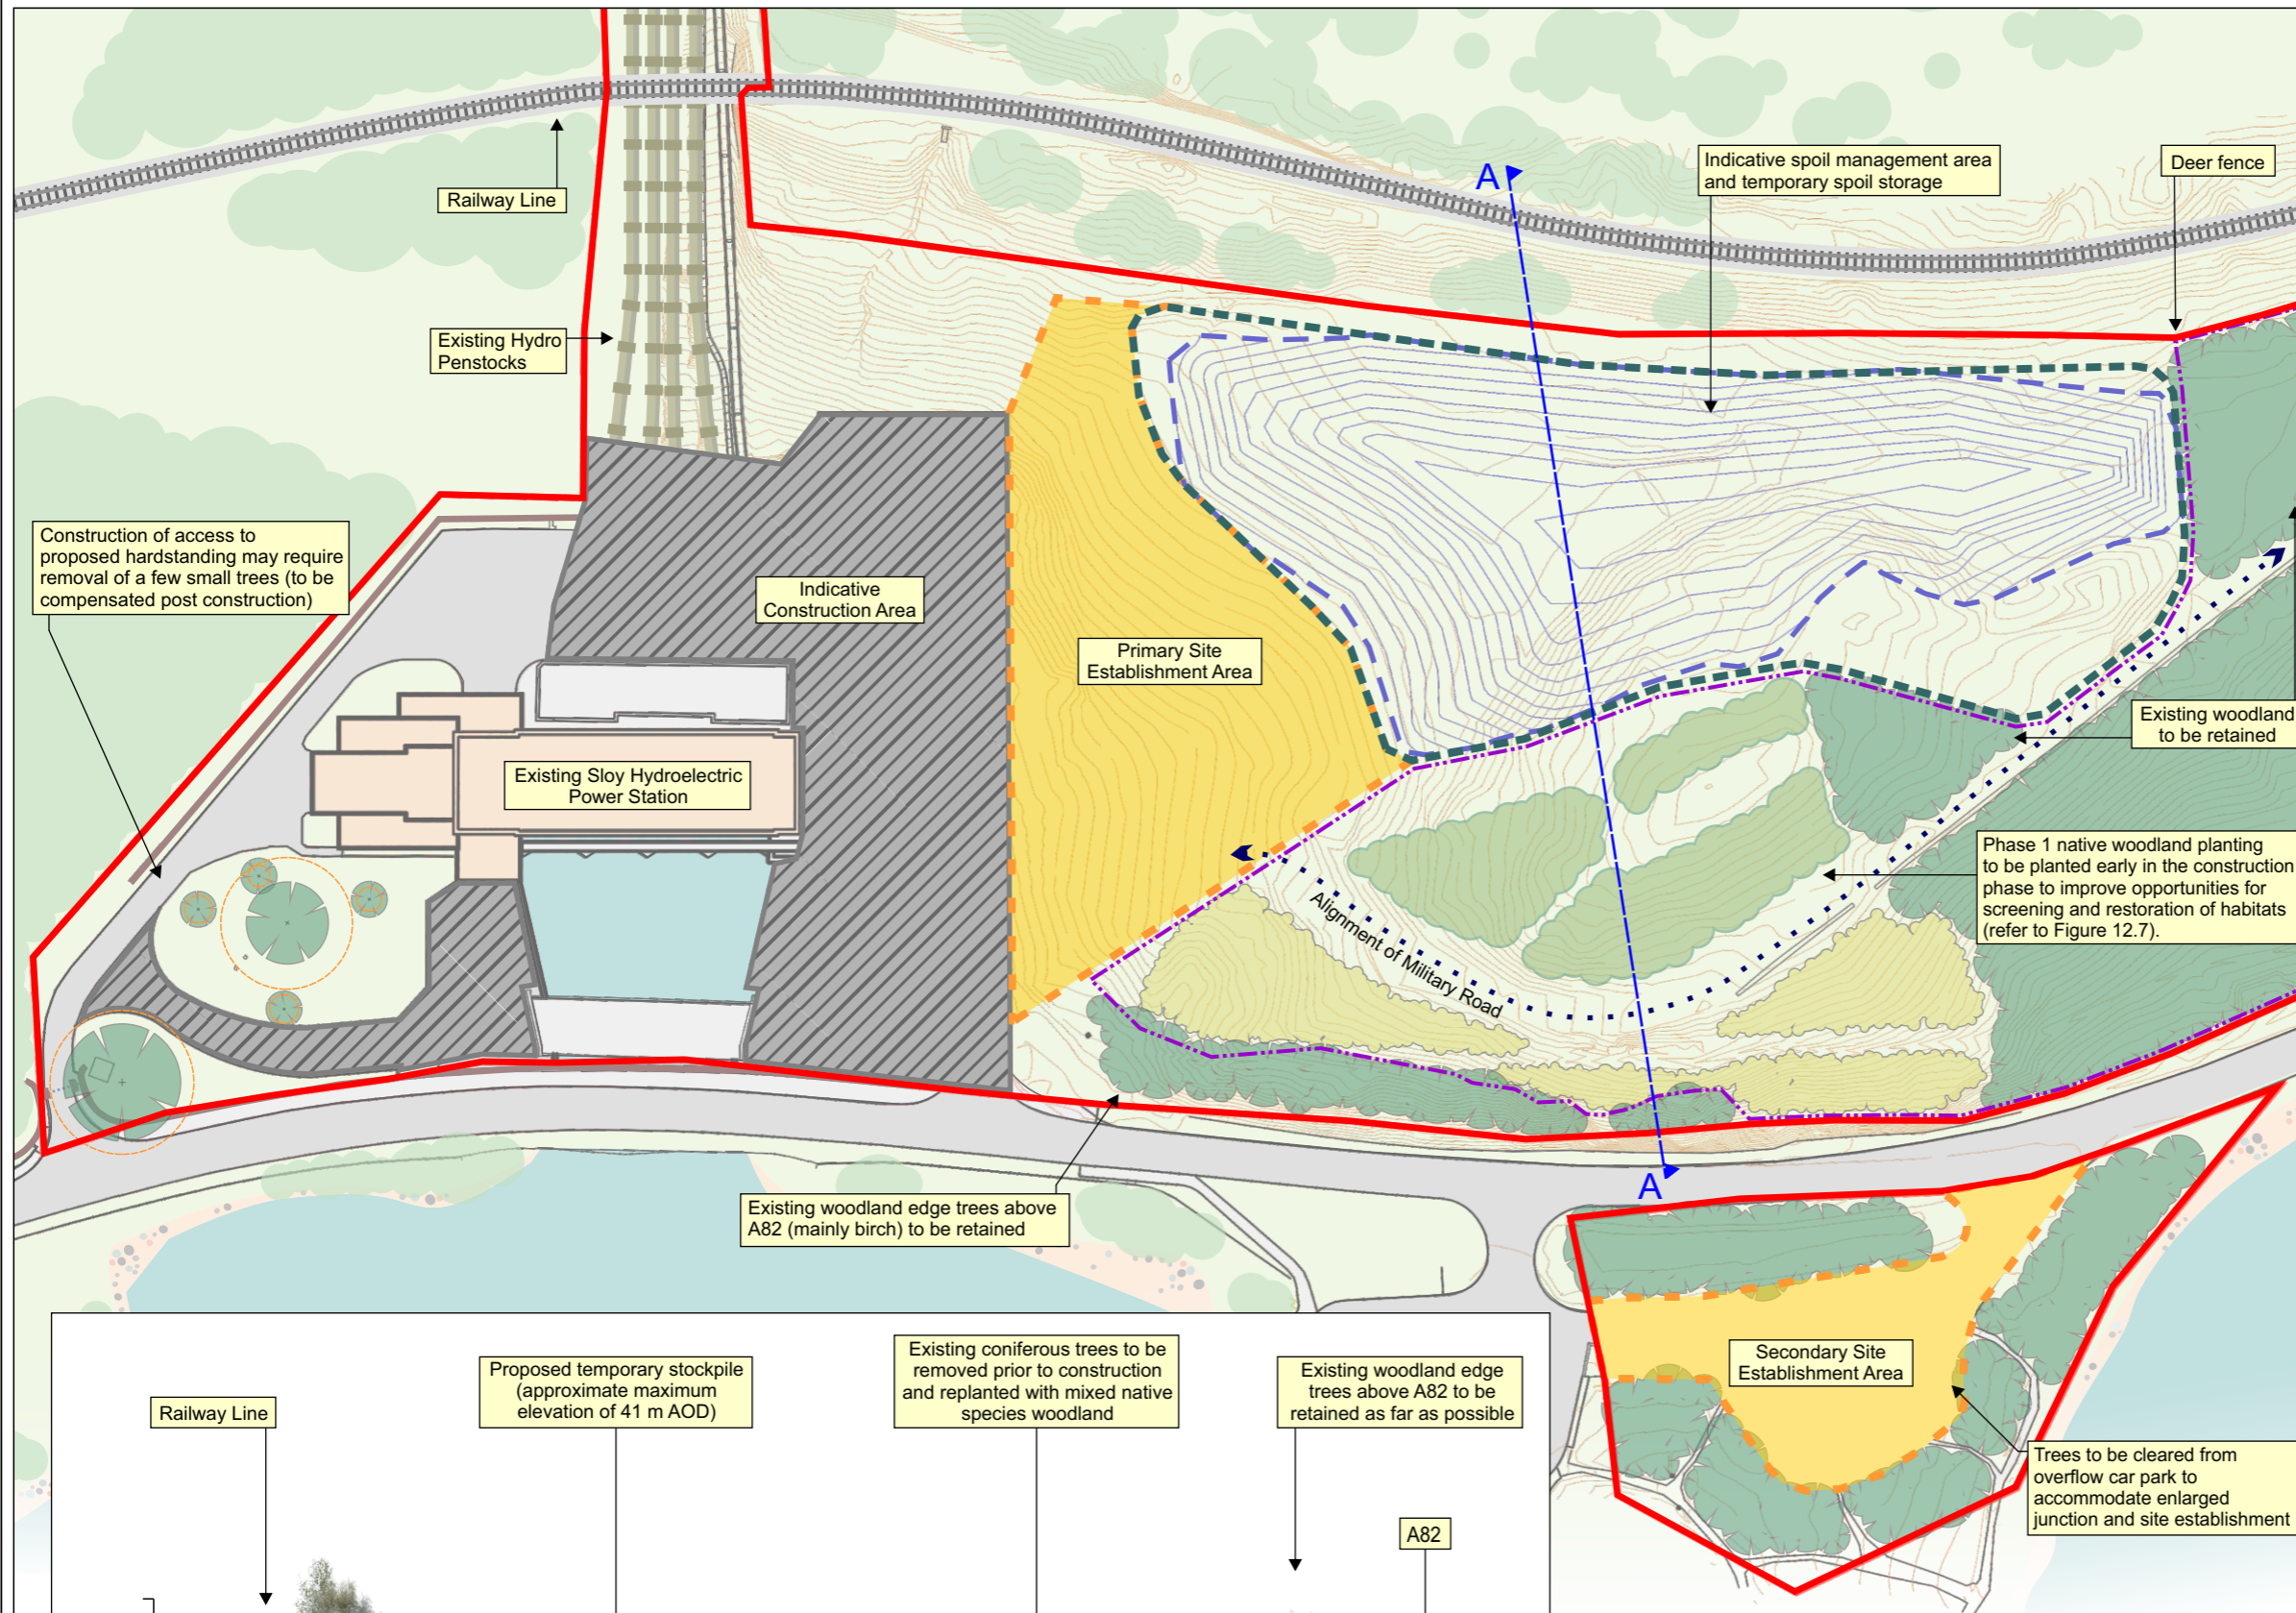 A
Indicative spoil management area
and temporary spoil storage
Deer fence
Railway Line
Existing Hydro
Penstocks
Construction of access to
proposed hardstanding may require
removal of a few small trees (to be
compensated post construction)
Indicative
Construction Area
Primary Site
Establishment Area
Existing woodland
to be retained
Existing Sloy Hydroelectric
Power Station
Phase 1 native woodland planting
to be planted early in the construction
phase to improve opportunities for
screening and restoration of habitats
(refer to Figure 12.7).
Alignment of Military Road
A
Existing woodland edge trees above
A82 (mainly birch) to be retained
Secondary Site
Establishment Area
Trees to be cleared from
overflow car park to
accommodate enlarged
junction and site establishment
Railway Line
Proposed temporary stockpile
(approximate maximum
elevation of 41 m AOD)
Existing coniferous trees to be
removed prior to construction
and replanted with mixed native
species woodland
Existing woodland edge
trees above A82 to be
retained as far as possible
A82